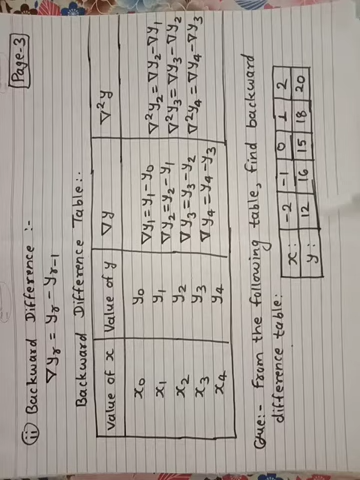 Page-3
(ii) Backward Difference :-
∇yr = yr - yr-1
Backward Difference Table:-
Value of x | Value of y | ∇y | ∇²y
x0 | y0
x1 | y1 | ∇y1 = y1 - y0
x2 | y2 | ∇y2 = y2 - y1 | ∇²y2 = ∇y2 - ∇y1
x3 | y3 | ∇y3 = y3 - y2 | ∇²y3 = ∇y3 - ∇y2
x4 | y4 | ∇y4 = y4 - y3 | ∇²y4 = ∇y4 - ∇y3
Que:- From the following table, find backward
difference table:
x: | -2 | -1 | 0 | 1 | 2
y: | 12 | 16 | 15 | 18 | 20